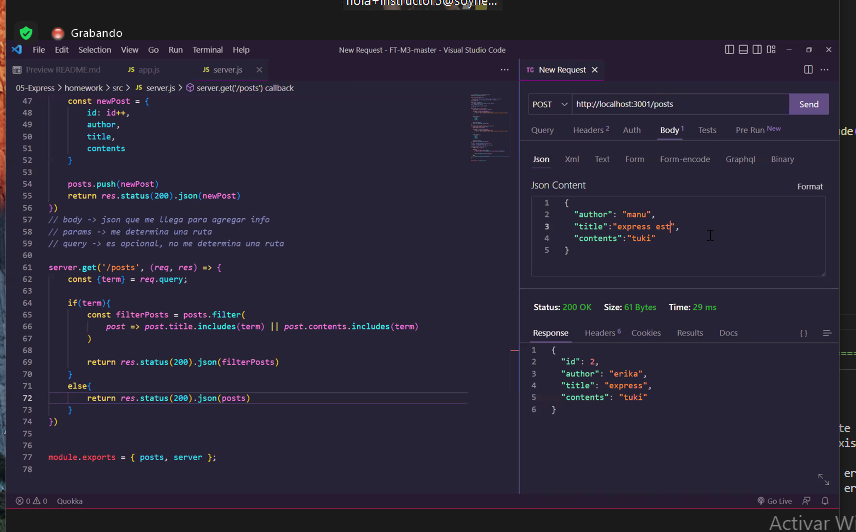 hola+instructor5@soyhe...
Grabando
File Edit Selection View Go Run Terminal Help
New Request - FT-M3-master - Visual Studio Code
Preview README.md
JS app.js
JS server.js
TC New Request
05-Express > homework > src > JS server.js > server.get('/posts') callback
47 const newPost = {
48 id: id++,
49 author,
50 title,
51 contents
52 }
53
54 posts.push(newPost)
55 return res.status(200).json(newPost)
56 })
57 // body -> json que me llega para agregar info
58 // params -> me determina una ruta
59 // query -> es opcional, no me determina una ruta
60
61 server.get('/posts', (req, res) => {
62 const {term} = req.query;
63
64 if(term){
65 const filterPosts = posts.filter(
66 post => post.title.includes(term) || post.contents.includes(term)
67 )
68
69 return res.status(200).json(filterPosts)
70 }
71 else{
72 return res.status(200).json(posts)
73 }
74 })
75
76
77 module.exports = { posts, server };
78
POST http://localhost:3001/posts Send
Query Headers 2 Auth Body 1 Tests Pre Run New
Json Xml Text Form Form-encode Graphql Binary
Json Content Format
1 {
2 "author": "manu",
3 "title":"express est",
4 "contents":"tuki"
5 }
Status: 200 OK Size: 61 Bytes Time: 29 ms
Response Headers 6 Cookies Results Docs { }
1 {
2 "id": 2,
3 "author": "erika",
4 "title": "express",
5 "contents": "tuki"
6 }
0 0 Quokka
Go Live
Activar Wi